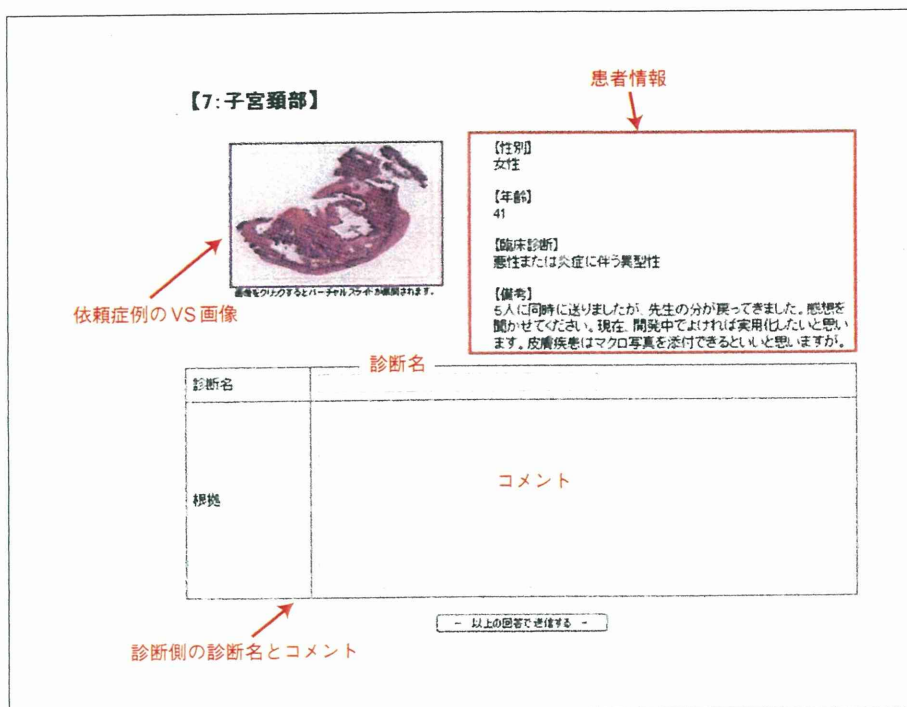 【7:子宮頚部】
患者情報
【性別】
女性
【年齢】
41
【臨床診断】
悪性または炎症に伴う異型性
【備考】
5人に同時に送りましたが、先生の分が戻ってきました。感想を
聞かせてください。現在、開発中でよければ実用化したいと思い
ます。皮膚疾患はマクロ写真を添付できるといいと思いますが。
画像をクリックするとバーチャルスライドが展開されます。
依頼症例のVS画像
診断名
診断名
根拠
コメント
- 以上の回答で送信する -
診断側の診断名とコメント